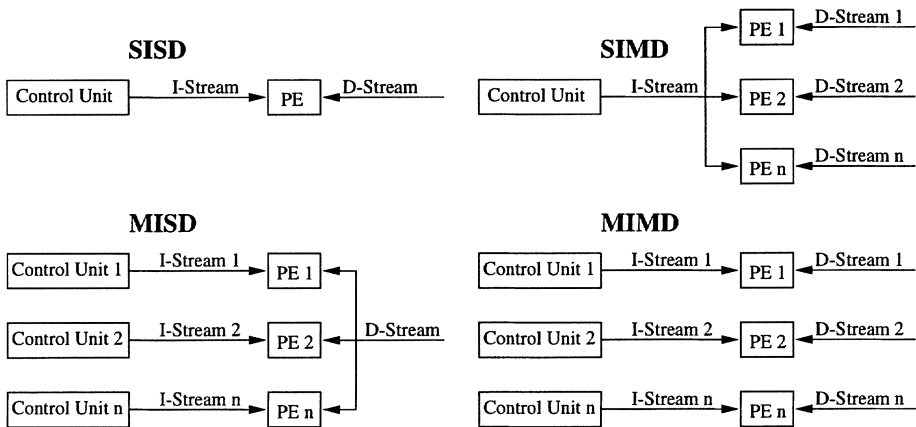 SISD
Control Unit
I-Stream
PE
D-Stream
SIMD
Control Unit
I-Stream
PE 1
D-Stream 1
PE 2
D-Stream 2
PE n
D-Stream n
MISD
Control Unit 1
I-Stream 1
PE 1
Control Unit 2
I-Stream 2
PE 2
D-Stream
Control Unit n
I-Stream n
PE n
MIMD
Control Unit 1
I-Stream 1
PE 1
D-Stream 1
Control Unit 2
I-Stream 2
PE 2
D-Stream 2
Control Unit n
I-Stream n
PE n
D-Stream n